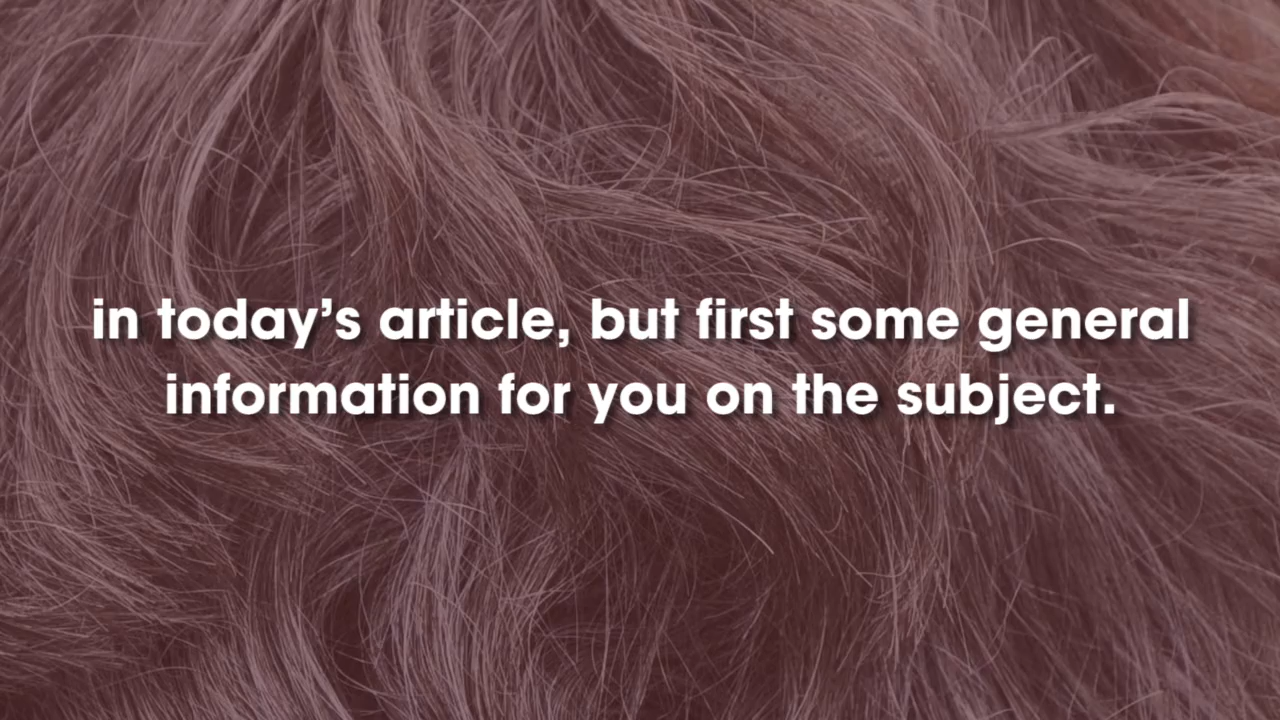 in today’s article, but first some general
information for you on the subject.